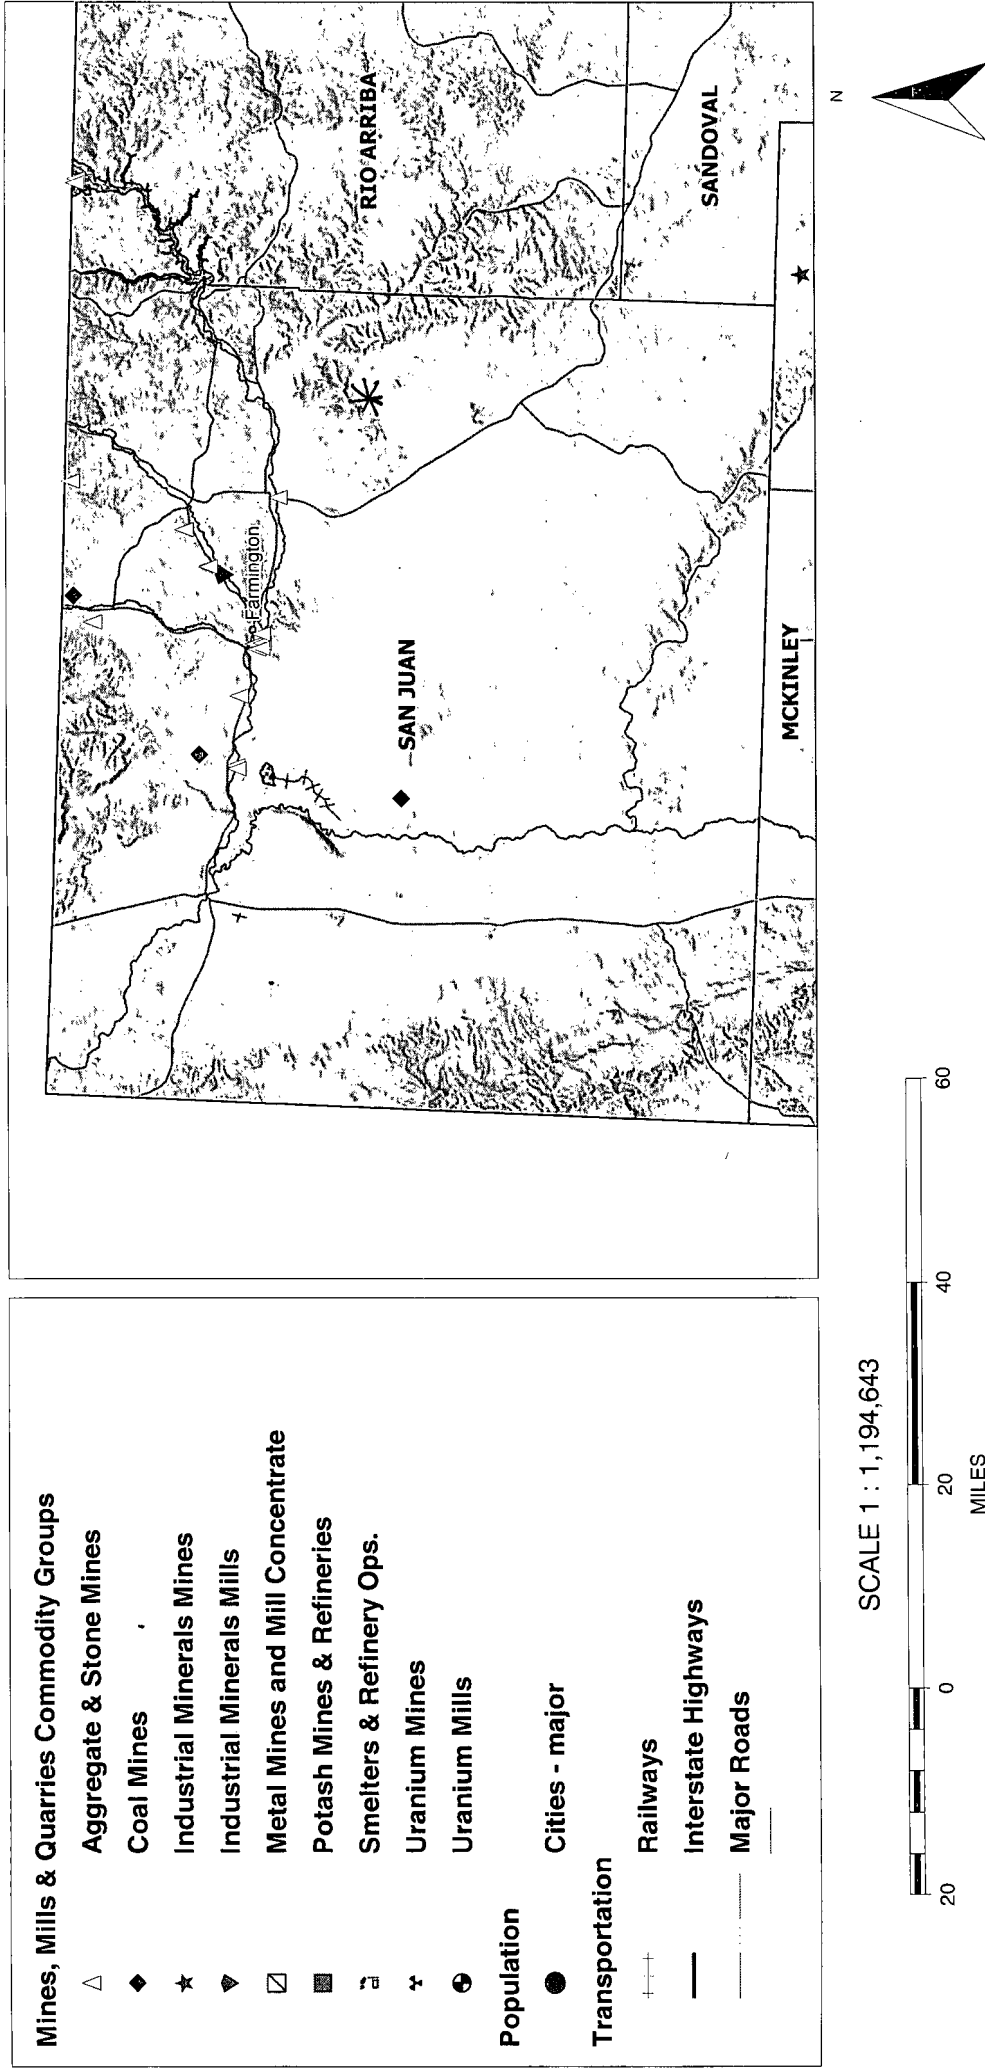 Mines, Mills & Quarries Commodity Groups
Aggregate & Stone Mines
Coal Mines
Industrial Minerals Mines
Industrial Minerals Mills
Metal Mines and Mill Concentrate
Potash Mines & Refineries
Smelters & Refinery Ops.
Uranium Mines
Uranium Mills
Population
Cities - major
Transportation
Railways
Interstate Highways
Major Roads
Farmington
SAN JUAN
RIO ARRIBA
MCKINLEY
SANDOVAL
N
SCALE 1 : 1,194,643
20 0 20 40 60
MILES